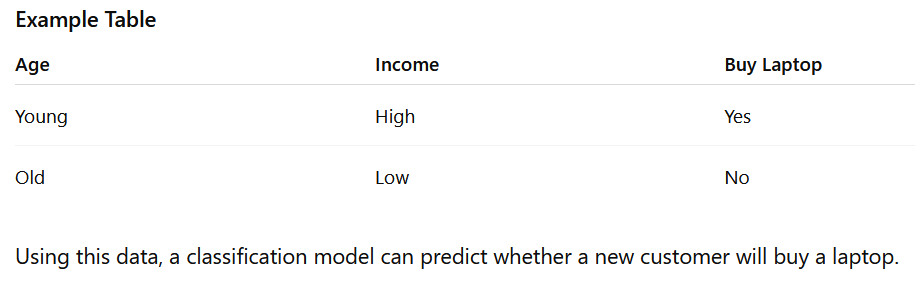 Example Table
Age Income Buy Laptop
Young High Yes
Old Low No
Using this data, a classification model can predict whether a new customer will buy a laptop.